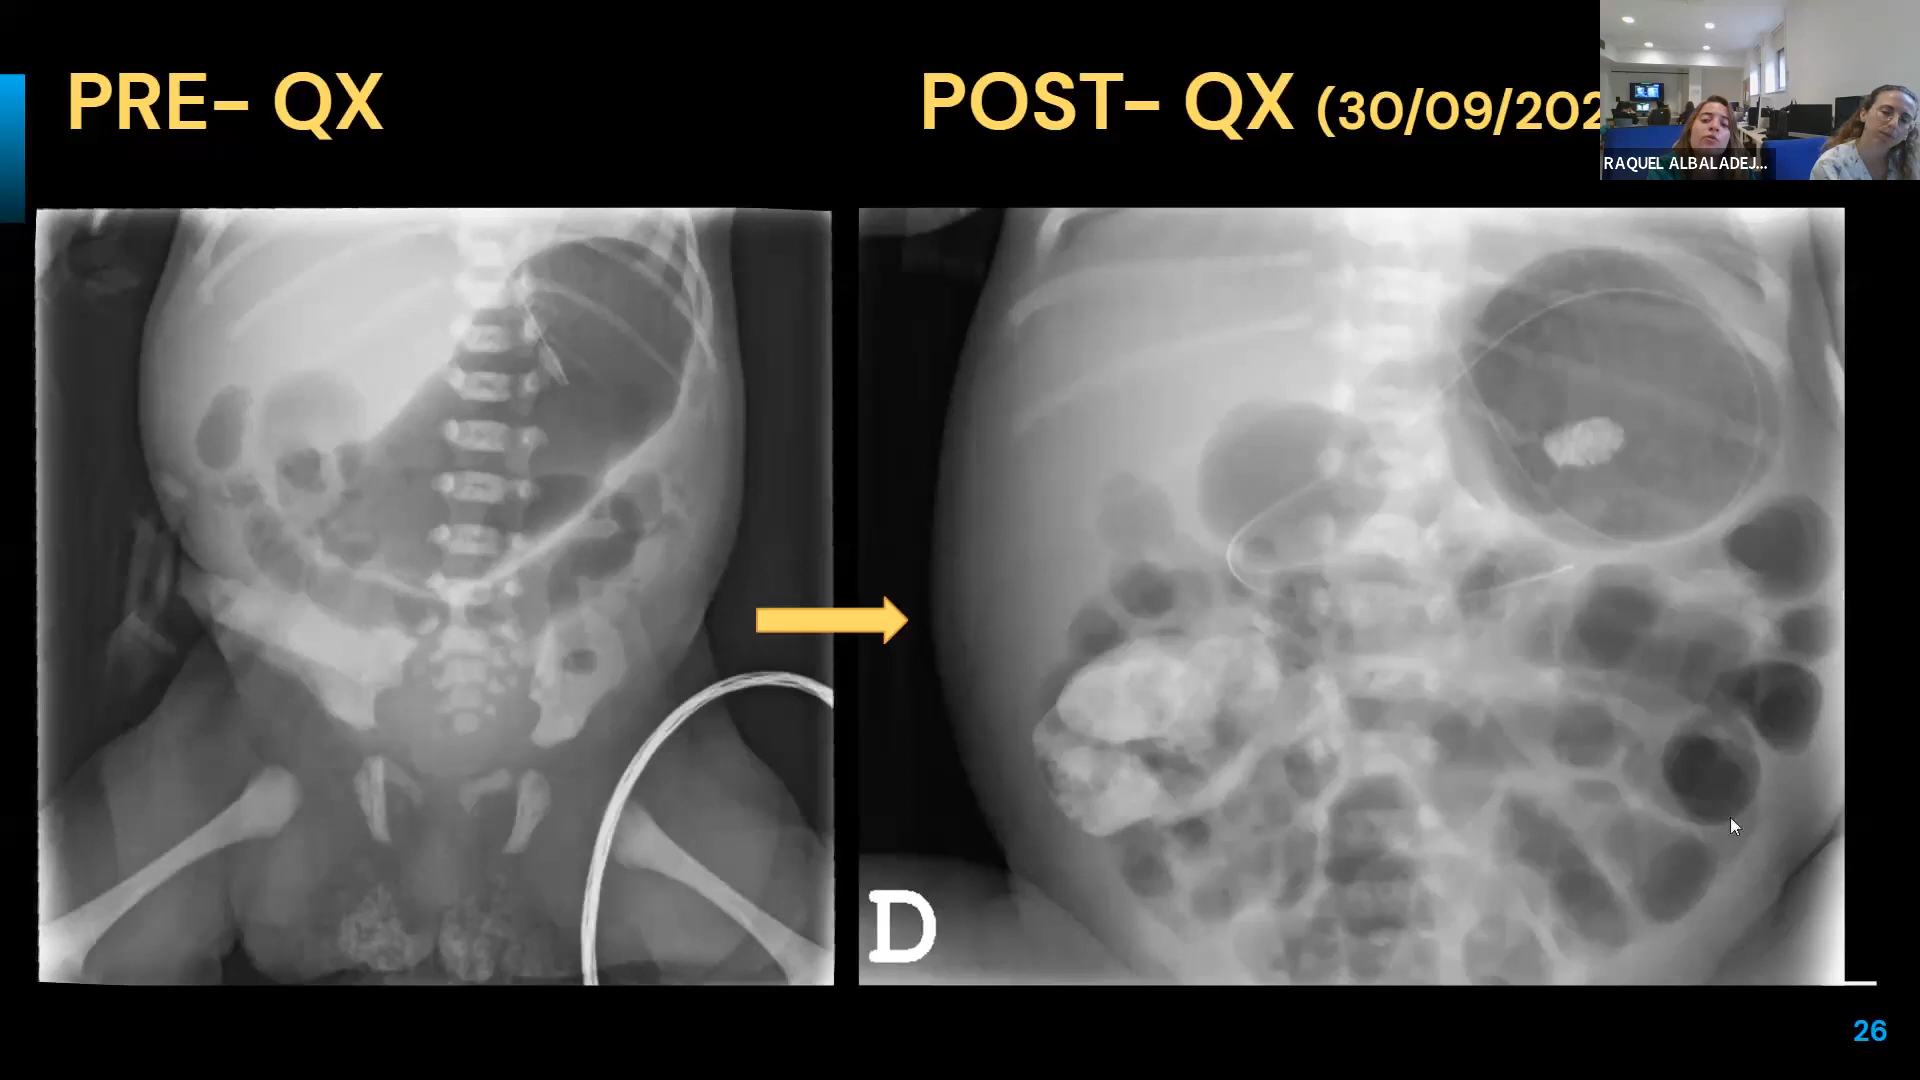 PRE- QX
POST- QX (30/09/202
RAQUEL ALBALADEJ...
D
26